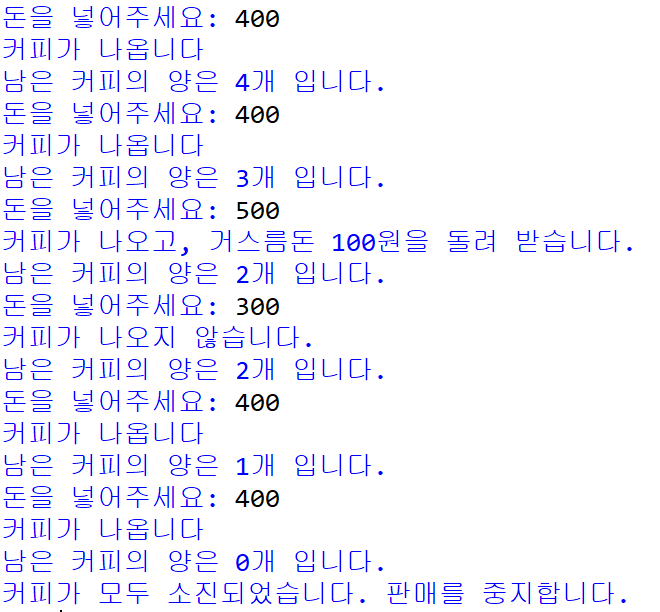 돈을 넣어주세요: 400
커피가 나옵니다
남은 커피의 양은 4개 입니다.
돈을 넣어주세요: 400
커피가 나옵니다
남은 커피의 양은 3개 입니다.
돈을 넣어주세요: 500
커피가 나오고, 거스름돈 100원을 돌려 받습니다.
남은 커피의 양은 2개 입니다.
돈을 넣어주세요: 300
커피가 나오지 않습니다.
남은 커피의 양은 2개 입니다.
돈을 넣어주세요: 400
커피가 나옵니다
남은 커피의 양은 1개 입니다.
돈을 넣어주세요: 400
커피가 나옵니다
남은 커피의 양은 0개 입니다.
커피가 모두 소진되었습니다. 판매를 중지합니다.